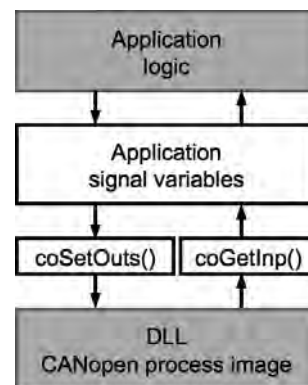 Application
logic
Application
signal variables
coSetOuts()
coGetInp()
DLL
CANopen process image